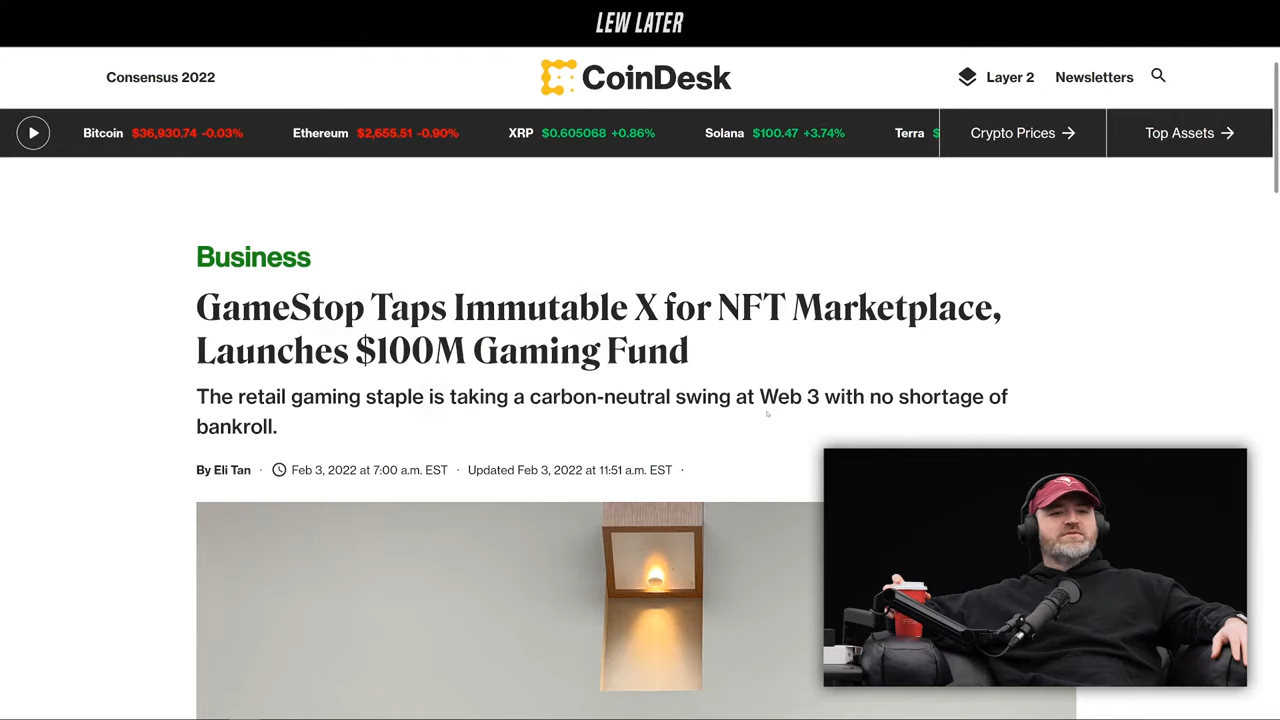 LEW LATER
Consensus 2022
CoinDesk
Layer 2
Newsletters
Bitcoin $36,930.74 -0.03% Ethereum $2,655.51 -0.90% XRP $0.605068 +0.86% Solana $100.47 +3.74% Terra $
Crypto Prices →
Top Assets →
Business
GameStop Taps Immutable X for NFT Marketplace,
Launches $100M Gaming Fund
The retail gaming staple is taking a carbon-neutral swing at Web 3 with no shortage of
bankroll.
By Eli Tan · Feb 3, 2022 at 7:00 a.m. EST · Updated Feb 3, 2022 at 11:51 a.m. EST ·